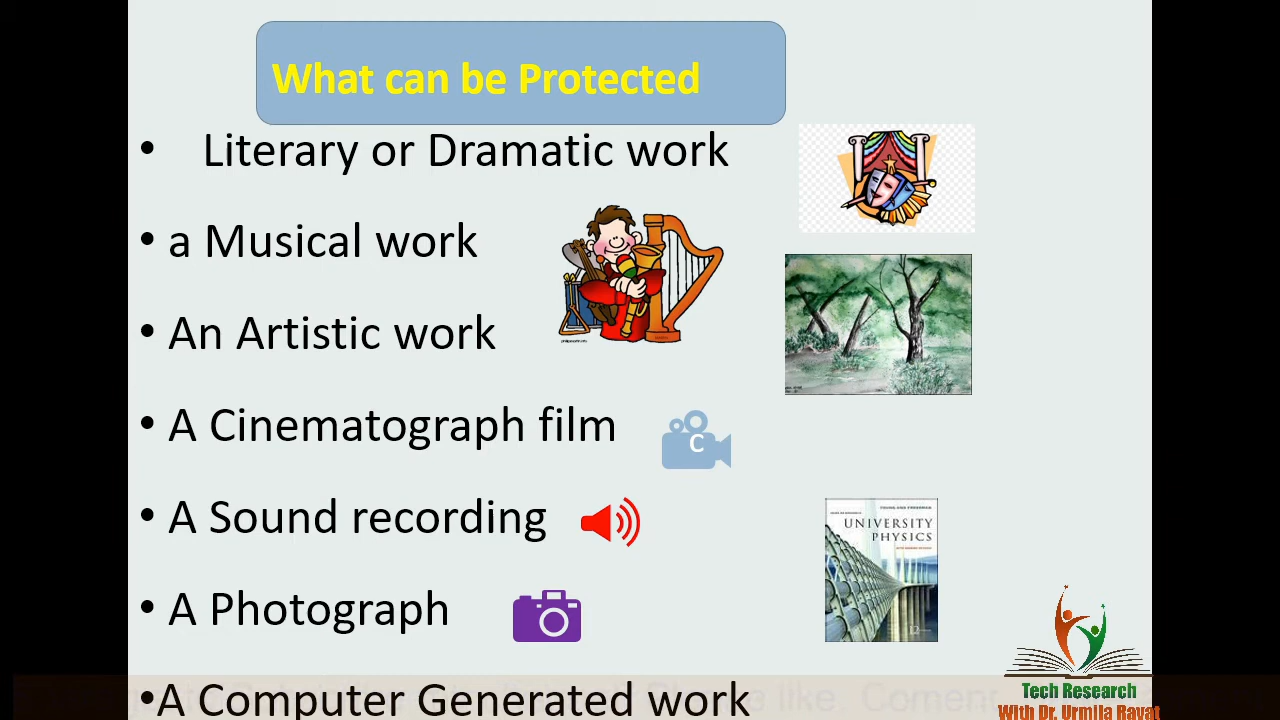 What can be Protected
• Literary or Dramatic work
• a Musical work
• An Artistic work
• A Cinematograph film
C
• A Sound recording
UNIVERSITY
PHYSICS
• A Photograph
•A Computer Generated work
Tech Research
With Dr. Urmila Ravat